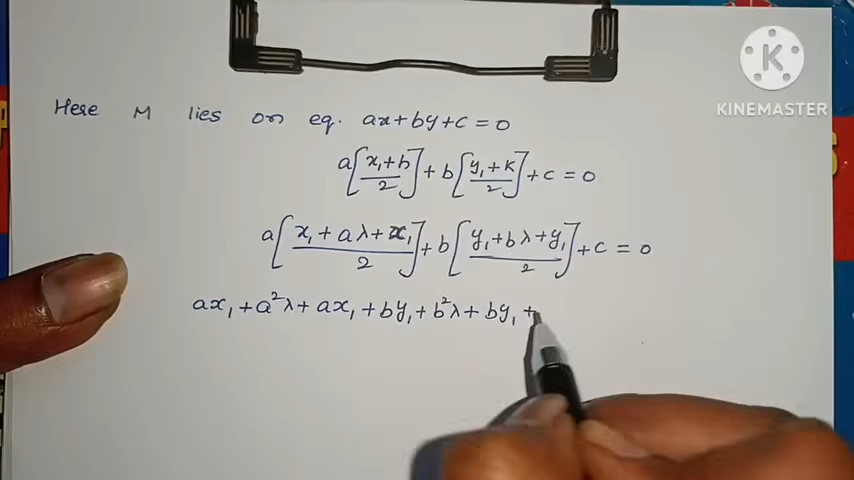 K
KINEMASTER
Here M lies on eq. ax+by+c=0
a[x₁+h/2]+b[y₁+k/2]+c=0
a[x₁+aλ+x₁/2]+b[y₁+bλ+y₁/2]+c=0
ax₁+a²λ+ax₁+by₁+b²λ+by₁+